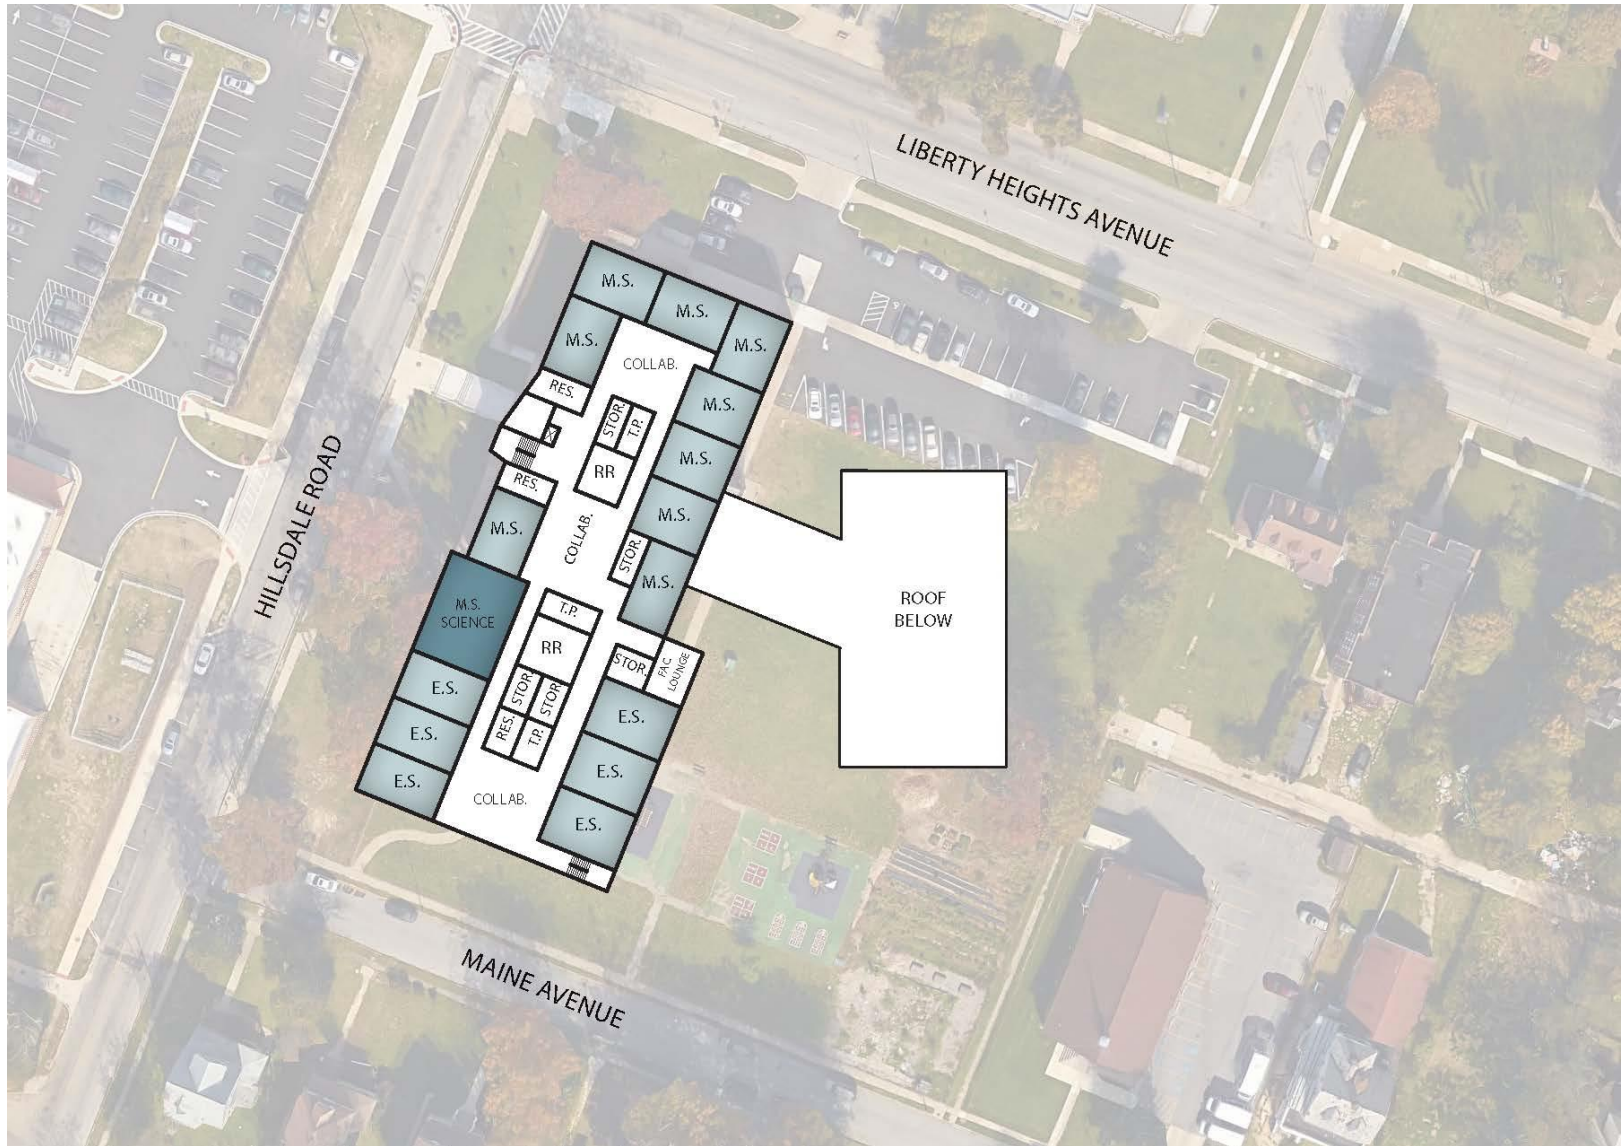 LIBERTY HEIGHTS AVENUE
HILLSDALE ROAD
MAINE AVENUE
M.S.
M.S.
M.S.
M.S.
COLLAB.
RES.
M.S.
STOR.
T.P.
M.S.
RR
RES.
M.S.
M.S.
COLLAB.
STOR.
M.S.
M.S.
SCIENCE
T.P.
RR
STOR.
FAC.
LOUNGE
E.S.
STOR.
STOR.
E.S.
RES.
T.P.
E.S.
E.S.
E.S.
COLLAB.
E.S.
ROOF
BELOW